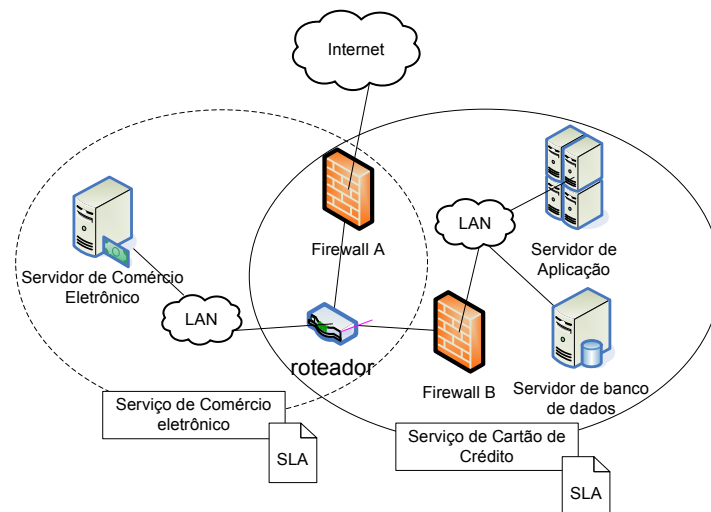 Internet
Firewall A
LAN
Servidor de
Aplicação
Servidor de Comércio
Eletrônico
LAN
roteador
Firewall B
Servidor de banco
de dados
Serviço de Comércio
eletrônico
SLA
Serviço de Cartão de
Crédito
SLA